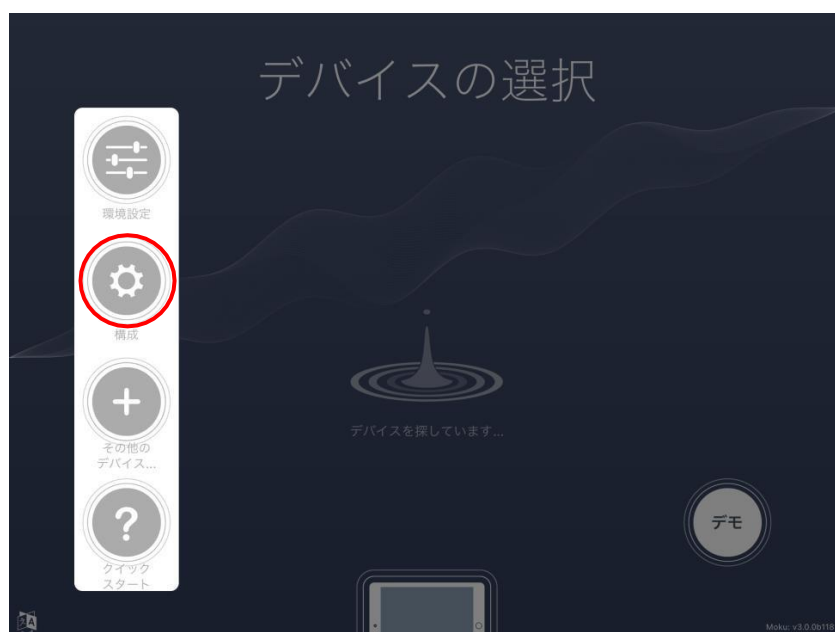 デバイスの選択
環境設定
構成
その他の
デバイス...
クイック
スタート
デバイスを探しています...
デモ
Moku: v3.0.0b118